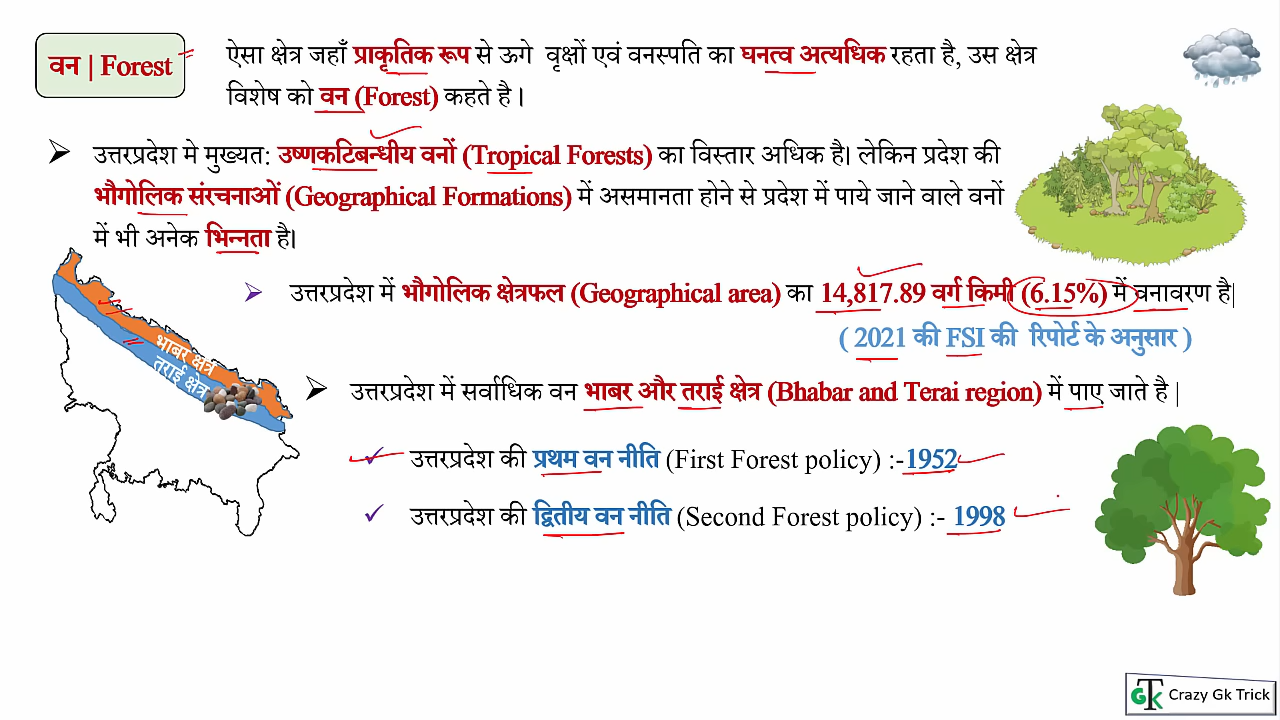 वन | Forest
ऐसा क्षेत्र जहाँ प्राकृतिक रूप से ऊगे वृक्षों एवं वनस्पति का घनत्व अत्यधिक रहता है, उस क्षेत्र
विशेष को वन (Forest) कहते है ।
उत्तरप्रदेश मे मुख्यत: उष्णकटिबन्धीय वनों (Tropical Forests) का विस्तार अधिक है। लेकिन प्रदेश की
भौगोलिक संरचनाओं (Geographical Formations) में असमानता होने से प्रदेश में पाये जाने वाले वनों
में भी अनेक भिन्नता है।
उत्तरप्रदेश में भौगोलिक क्षेत्रफल (Geographical area) का 14,817.89 वर्ग किमी (6.15%) में वनावरण है|
( 2021 की FSI की रिपोर्ट के अनुसार )
भाबर क्षेत्र
तराई क्षेत्र
उत्तरप्रदेश में सर्वाधिक वन भाबर और तराई क्षेत्र (Bhabar and Terai region) में पाए जाते है |
उत्तरप्रदेश की प्रथम वन नीति (First Forest policy) :-1952
उत्तरप्रदेश की द्वितीय वन नीति (Second Forest policy) :- 1998
GTK Crazy Gk Trick